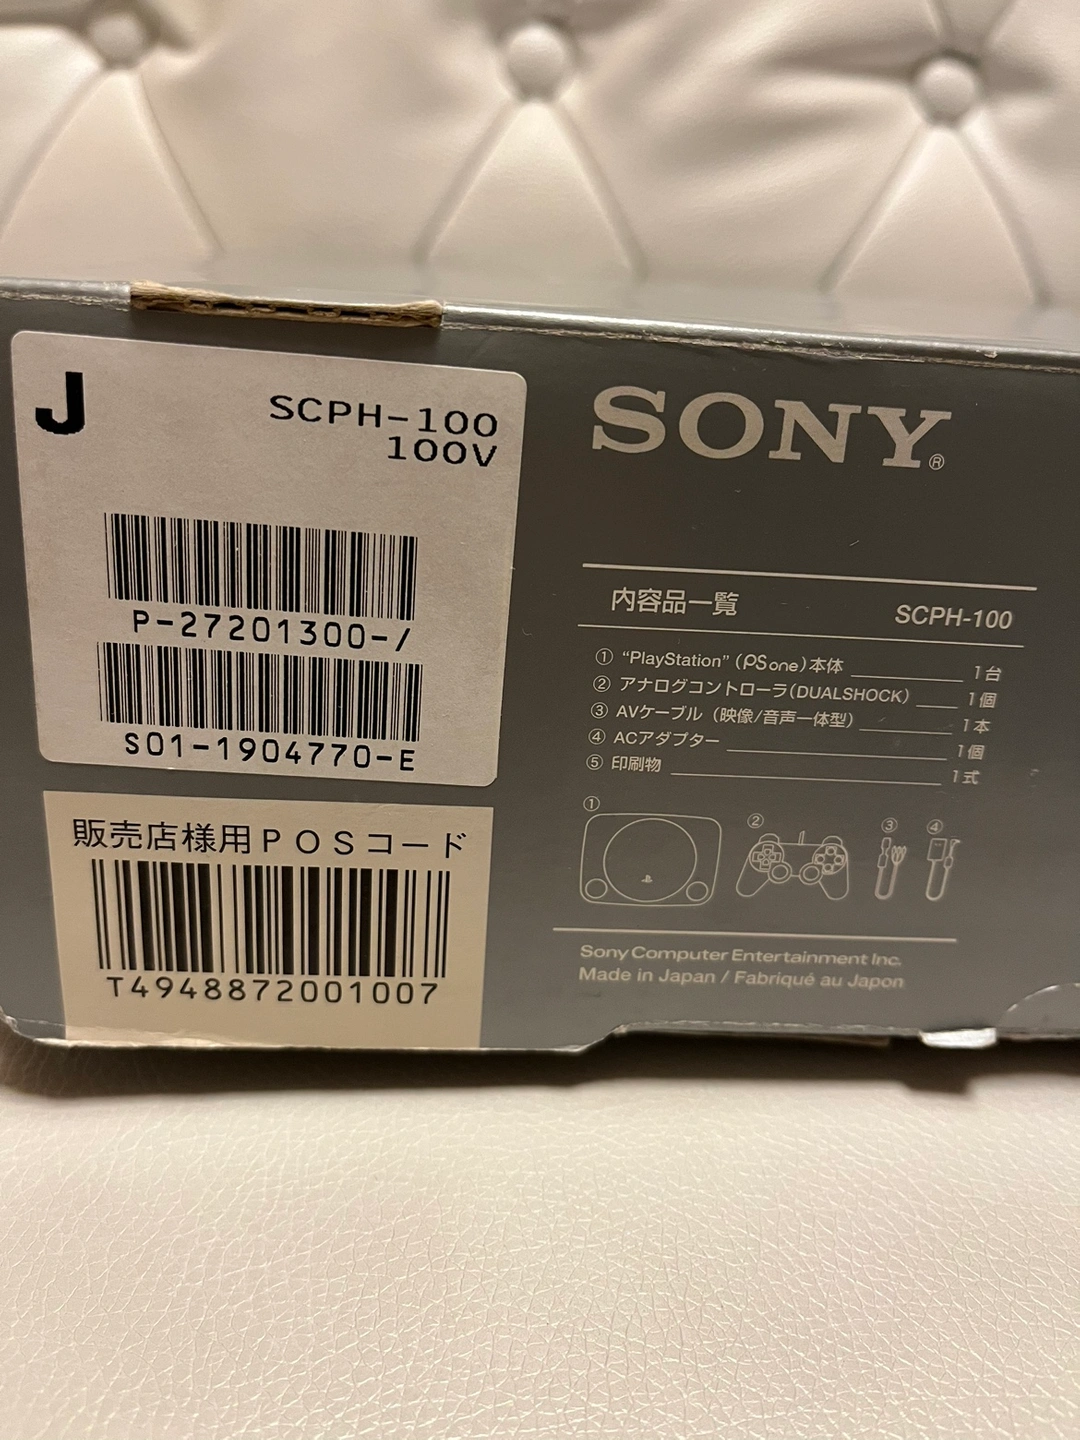 J
SCPH-100
100V
P-27201300-/
S01-1904770-E
販売店様用POSコード
T4948872001007
SONY®
内容品一覧 SCPH-100
① “PlayStation” (PS one) 本体 1台
② アナログコントローラ(DUALSHOCK) 1個
③ AVケーブル (映像/音声一体型) 1本
④ ACアダプター 1個
⑤ 印刷物 1式
① ② ③ ④
Sony Computer Entertainment Inc.
Made in Japan / Fabriqué au Japon